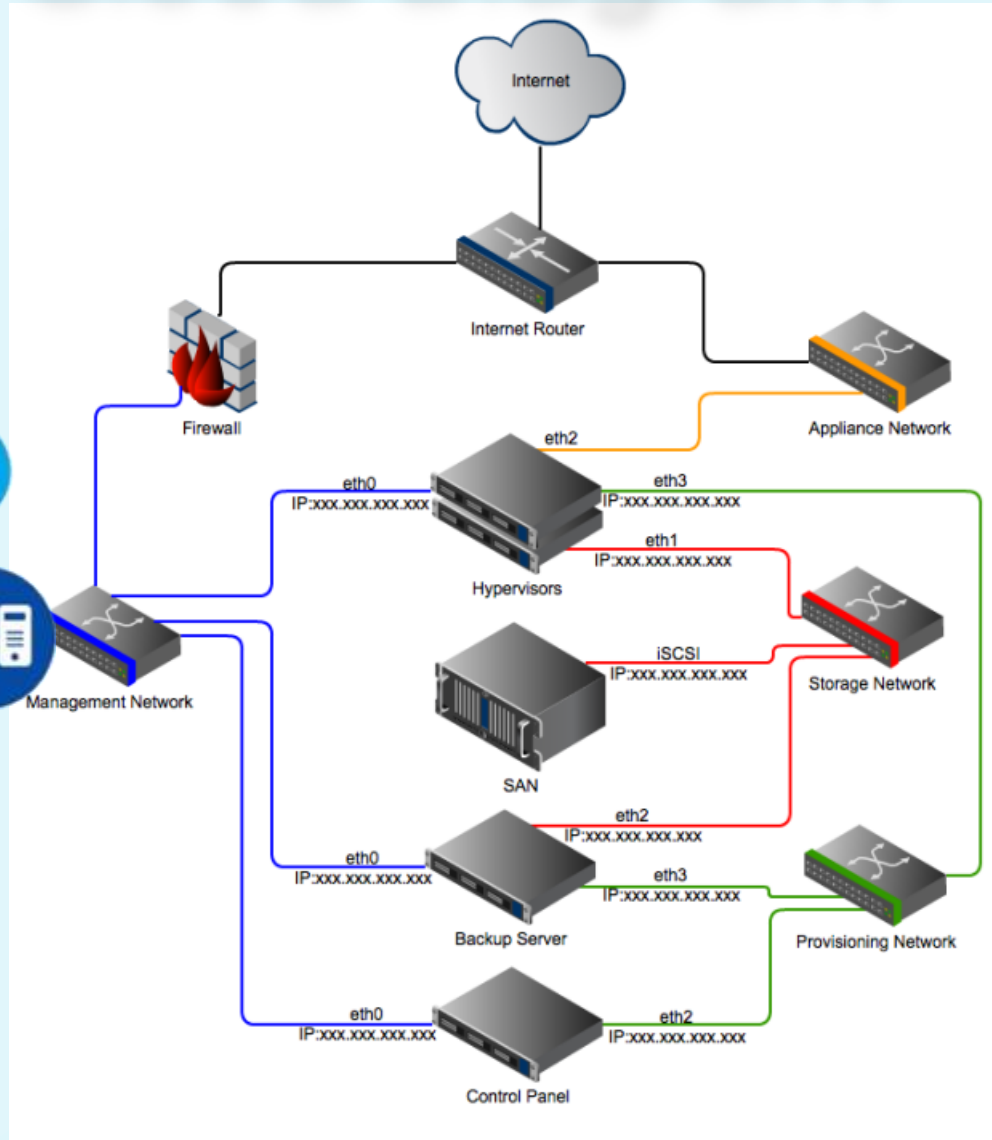 Internet
Internet Router
Firewall
Appliance Network
eth2
eth0
IP:xxx.xxx.xxx.xxx
eth3
IP:xxx.xxx.xxx.xxx
eth1
IP:xxx.xxx.xxx.xxx
Hypervisors
Management Network
iSCSI
IP:xxx.xxx.xxx.xxx
Storage Network
SAN
eth2
IP:xxx.xxx.xxx.xxx
eth0
IP:xxx.xxx.xxx.xxx
eth3
IP:xxx.xxx.xxx.xxx
Backup Server
Provisioning Network
eth0
IP:xxx.xxx.xxx.xxx
eth2
IP:xxx.xxx.xxx.xxx
Control Panel